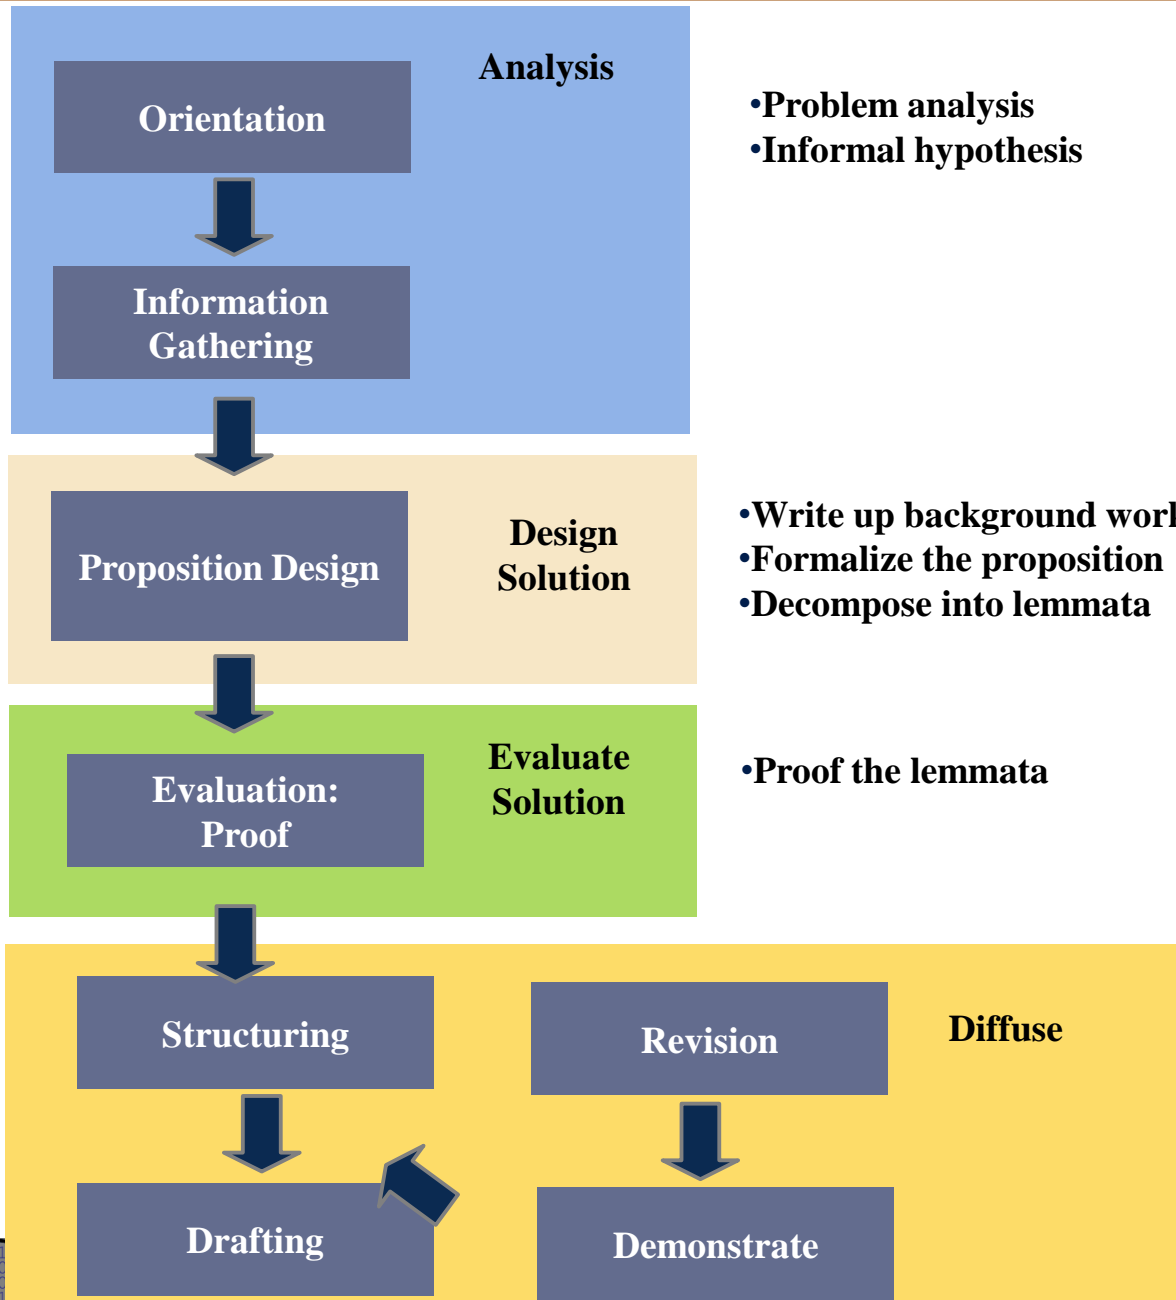 Analysis
Orientation
•Problem analysis
•Informal hypothesis
Information
Gathering
Design
Solution
Proposition Design
•Write up background work
•Formalize the proposition
•Decompose into lemmata
Evaluate
Solution
Evaluation:
Proof
•Proof the lemmata
Structuring
Revision
Diffuse
Drafting
Demonstrate